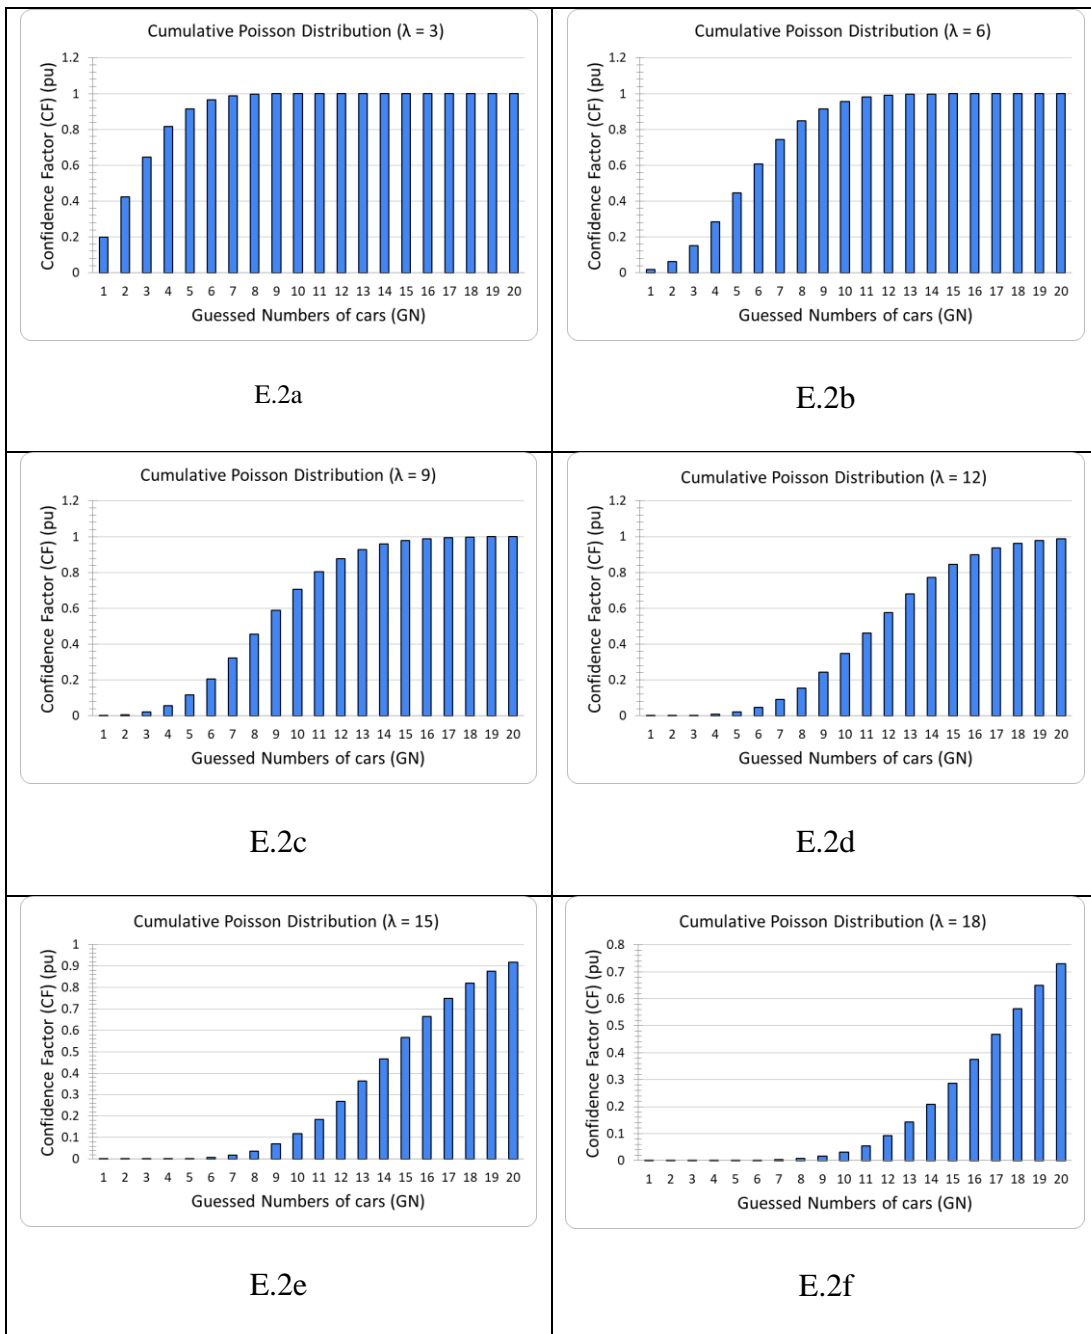 Cumulative Poisson Distribution (λ = 3)
Confidence Factor (CF) (pu)
1.2
1
0.8
0.6
0.4
0.2
0
1 2 3 4 5 6 7 8 9 10 11 12 13 14 15 16 17 18 19 20
Guessed Numbers of cars (GN)
E.2a
Cumulative Poisson Distribution (λ = 6)
Confidence Factor (CF) (pu)
1.2
1
0.8
0.6
0.4
0.2
0
1 2 3 4 5 6 7 8 9 10 11 12 13 14 15 16 17 18 19 20
Guessed Numbers of cars (GN)
E.2b
Cumulative Poisson Distribution (λ = 9)
Confidence Factor (CF) (pu)
1.2
1
0.8
0.6
0.4
0.2
0
1 2 3 4 5 6 7 8 9 10 11 12 13 14 15 16 17 18 19 20
Guessed Numbers of cars (GN)
E.2c
Cumulative Poisson Distribution (λ = 12)
Confidence Factor (CF) (pu)
1.2
1
0.8
0.6
0.4
0.2
0
1 2 3 4 5 6 7 8 9 10 11 12 13 14 15 16 17 18 19 20
Guessed Numbers of cars (GN)
E.2d
Cumulative Poisson Distribution (λ = 15)
Confidence Factor (CF) (pu)
1
0.9
0.8
0.7
0.6
0.5
0.4
0.3
0.2
0.1
0
1 2 3 4 5 6 7 8 9 10 11 12 13 14 15 16 17 18 19 20
Guessed Numbers of cars (GN)
E.2e
Cumulative Poisson Distribution (λ = 18)
Confidence Factor (CF) (pu)
0.8
0.7
0.6
0.5
0.4
0.3
0.2
0.1
0
1 2 3 4 5 6 7 8 9 10 11 12 13 14 15 16 17 18 19 20
Guessed Numbers of cars (GN)
E.2f